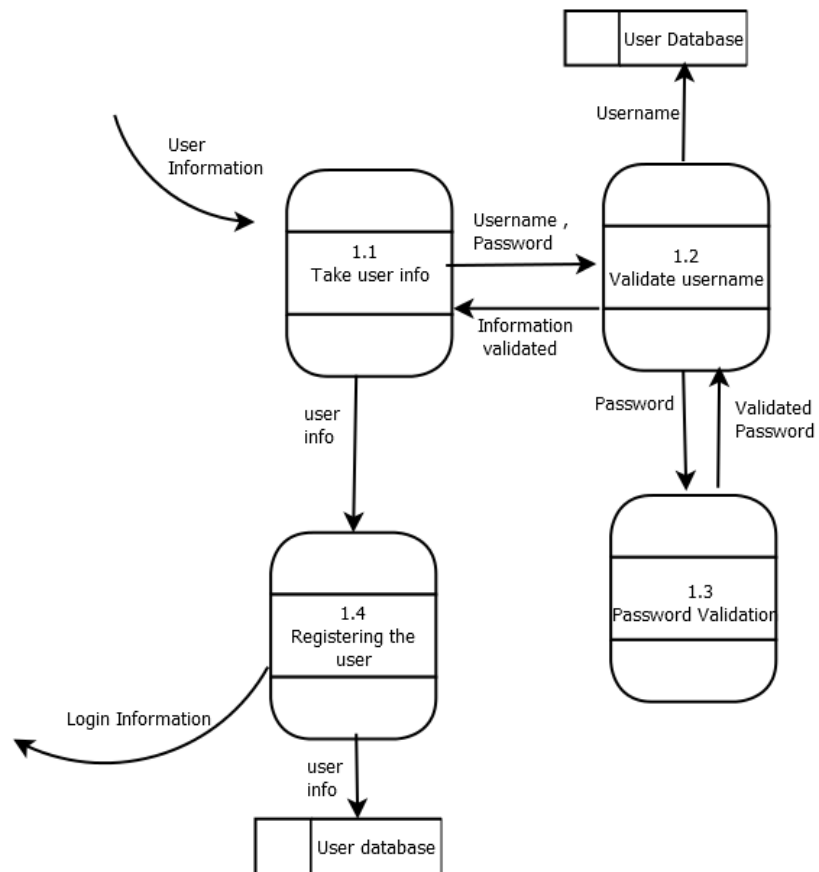 User Database
Username
User
Information
Username ,
Password
1.1
Take user info
1.2
Validate username
Information
validated
user
info
Password
Validated
Password
1.3
Password Validation
1.4
Registering the
user
Login Information
user
info
User database